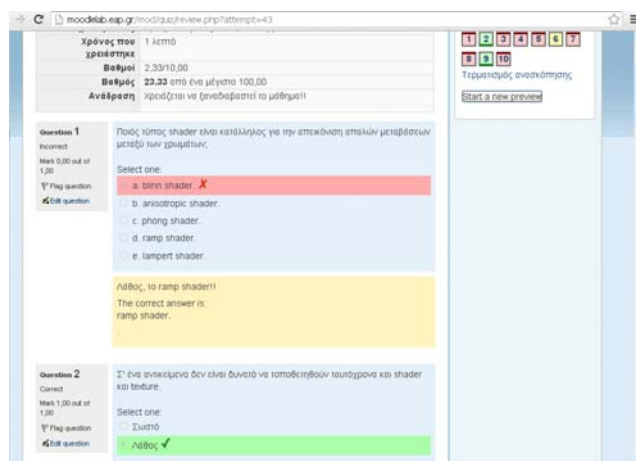 moodlelab.eap.gr/mod/quiz/review.php?attempt=43
Χρόνος που χρειάστηκε
1 λεπτό
Βαθμοί
2,33/10,00
Βαθμός
23,33 από ένα μέγιστο 100,00
Ανάδραση
Χρειάζεται να ξαναδιαβαστεί το μάθημα!!
1 2 3 4 5 6 7
8 9 10
Τερματισμός ανασκόπησης
Start a new preview
Question 1
Incorrect
Mark 0,00 out of
1,00
Flag question
Edit question
Ποιός τύπος shader είναι κατάλληλος για την απεικόνιση απαλών μεταβάσεων
μεταξύ των χρωμάτων;
Select one:
a. blinn shader.
b. anisotropic shader.
c. phong shader.
d. ramp shader.
e. lampert shader.
Λάθος, το ramp shader!!
The correct answer is:
ramp shader.
Question 2
Correct
Mark 1,00 out of
1,00
Flag question
Edit question
Σ' ένα αντικείμενο δεν είναι δυνατό να τοποθετηθούν ταυτόχρονα και shader
και texture.
Select one:
Σωστό
Λάθος